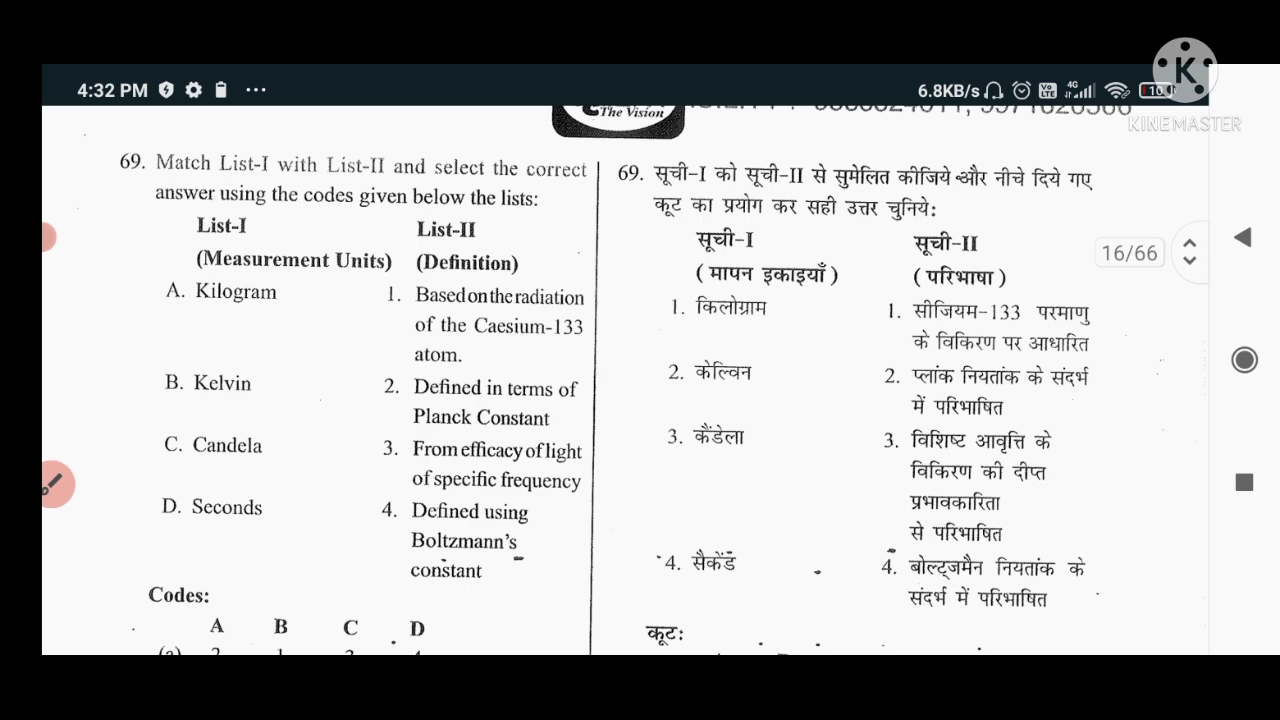 4:32 PM
6.8KB/s
Vo LTE
4G
10
K
KINEMASTER
The Vision
16/66
69. Match List-I with List-II and select the correct
answer using the codes given below the lists:
List-I List-II
(Measurement Units) (Definition)
A. Kilogram 1. Based on the radiation
of the Caesium-133
atom.
B. Kelvin 2. Defined in terms of
Planck Constant
C. Candela 3. From efficacy of light
of specific frequency
D. Seconds 4. Defined using
Boltzmann's
constant
Codes:
A B C D
69. सूची-I को सूची-II से सुमेलित कीजिये और नीचे दिये गए
कूट का प्रयोग कर सही उत्तर चुनिये:
सूची-I सूची-II
(मापन इकाइयाँ) (परिभाषा)
1. किलोग्राम 1. सीजियम-133 परमाणु
के विकिरण पर आधारित
2. केल्विन 2. प्लांक नियतांक के संदर्भ
में परिभाषित
3. कैंडेला 3. विशिष्ट आवृत्ति के
विकिरण की दीप्त
प्रभावकारिता
से परिभाषित
4. सैकेंड 4. बोल्ट्जमैन नियतांक के
संदर्भ में परिभाषित
कूट: